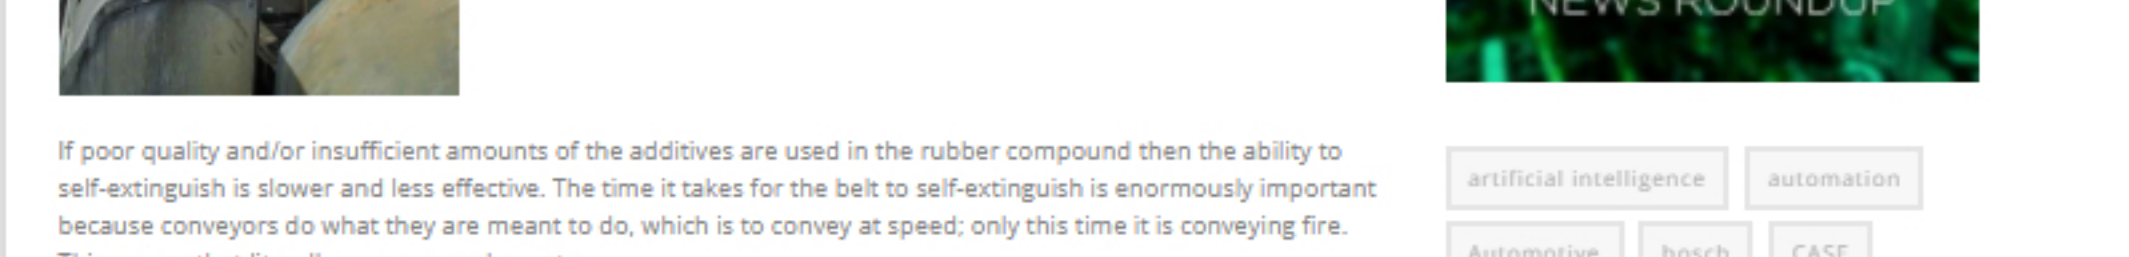 NEWS ROUNDUP
If poor quality and/or insufficient amounts of the additives are used in the rubber compound then the ability to
self-extinguish is slower and less effective. The time it takes for the belt to self-extinguish is enormously important
because conveyors do what they are meant to do, which is to convey at speed; only this time it is conveying fire.
artificial intelligence
automation
Automotive
bosch
CASE